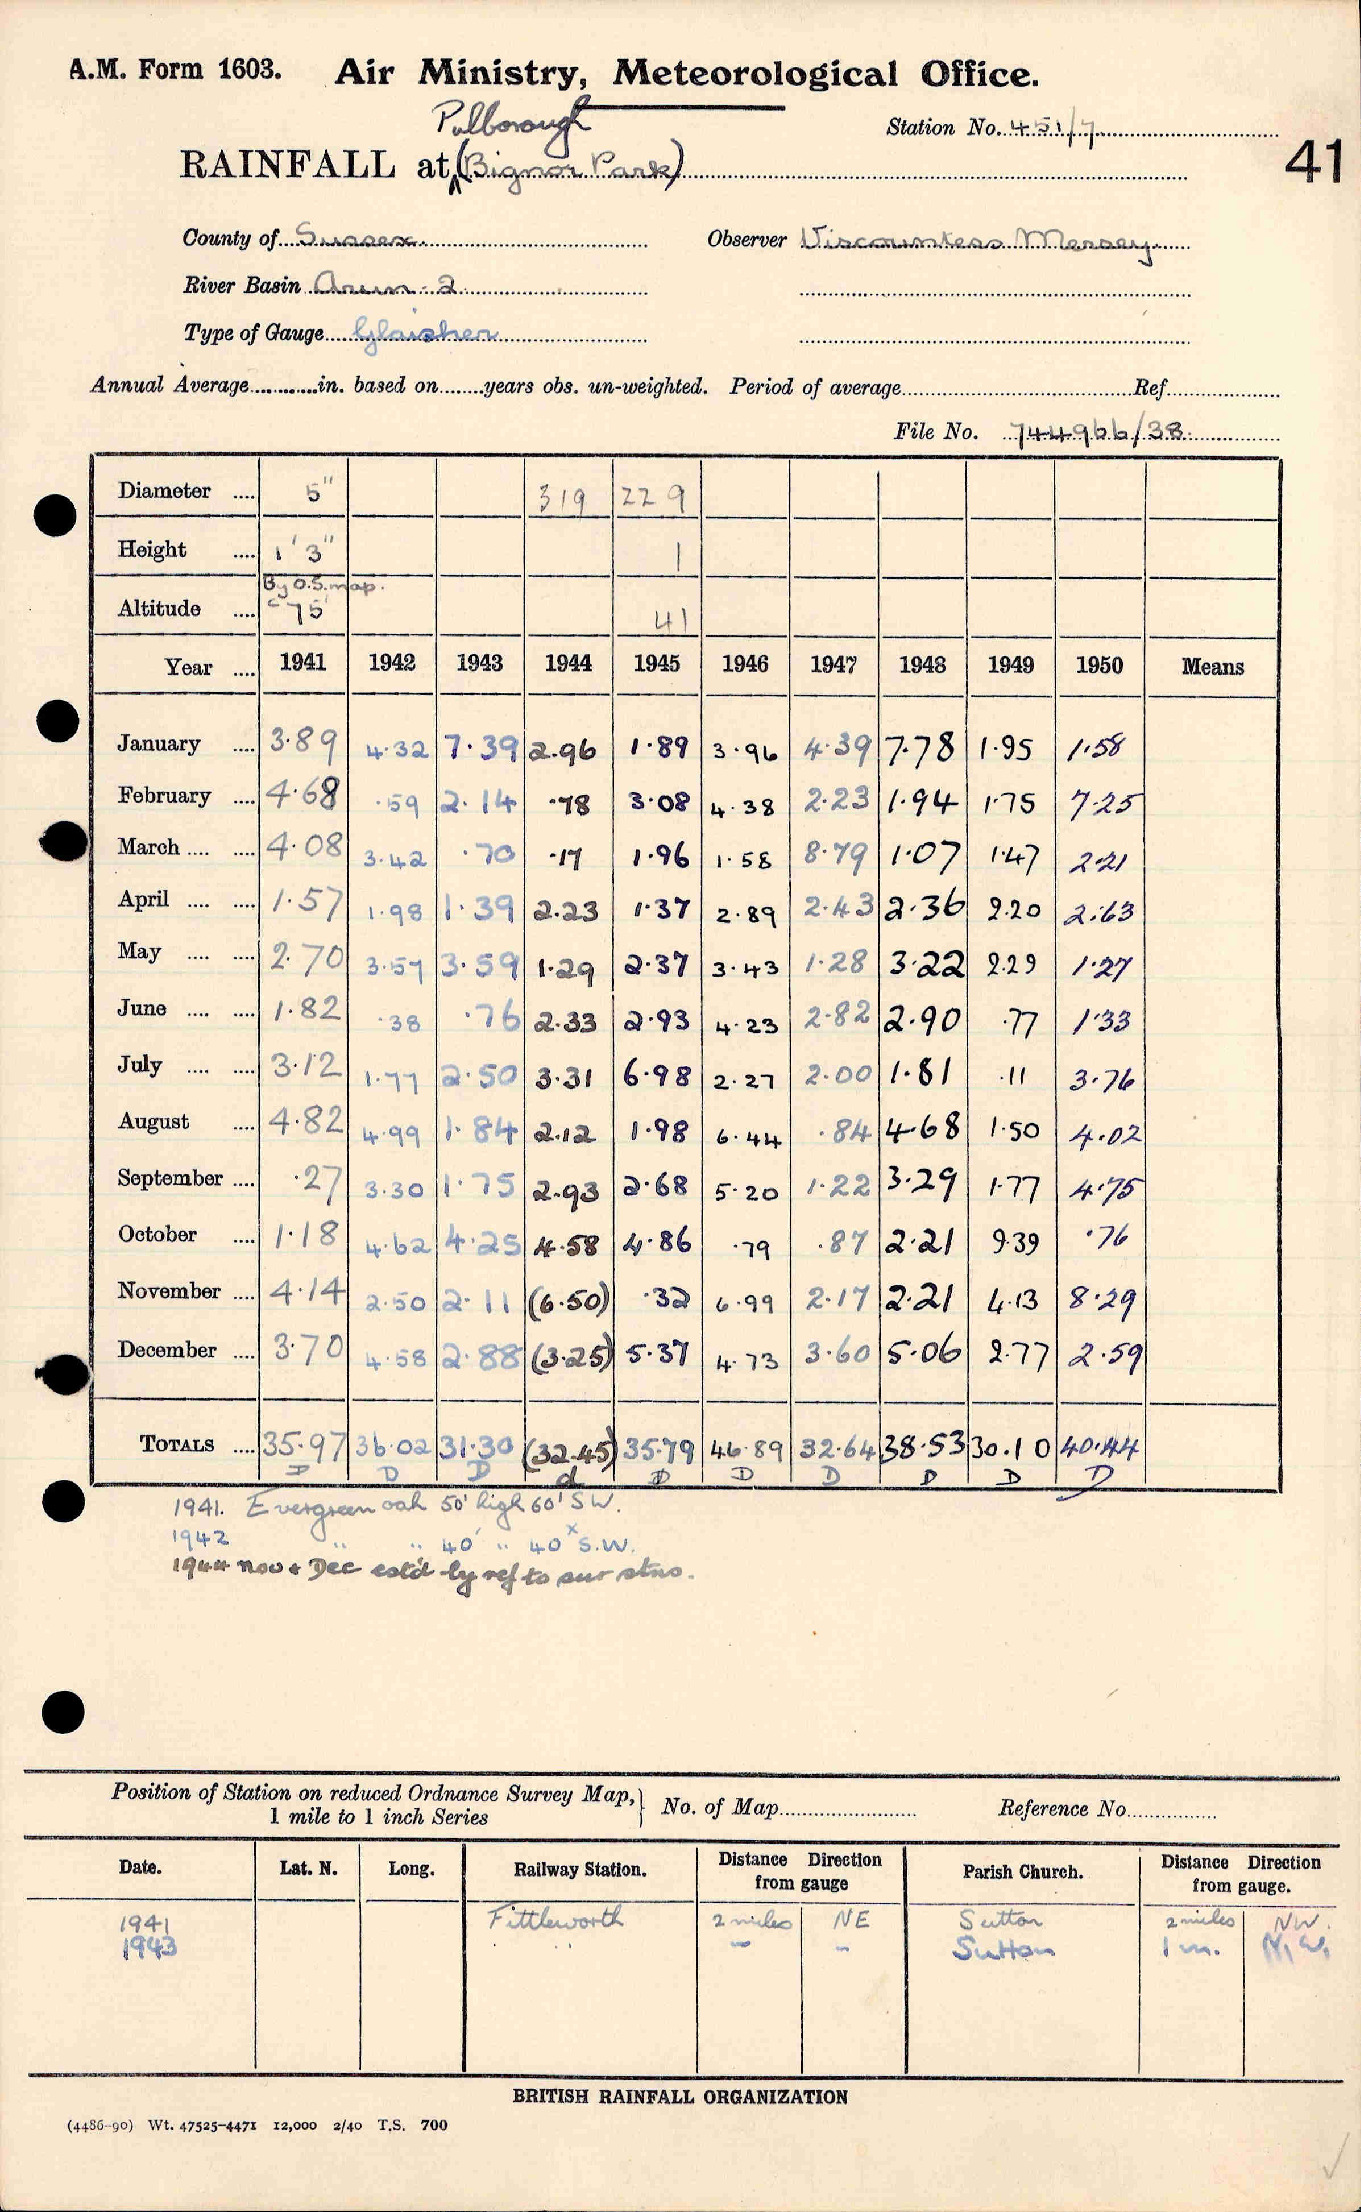 A.M. Form 1603. Air Ministry, Meteorological Office.
Pulborough
Station No. 451/7
41
RAINFALL at (Bignor Park)
County of Sussex. Observer Viscountess Mersey.
River Basin Arun - 2
Type of Gauge Glaisher
Annual Average............in. based on.......years obs. un-weighted. Period of average Ref.
File No. 744966/38.
Diameter .... 5" 319 229
Height .... 1' 3" 1
By O.S. map.
Altitude .... 75' 41
Year .... 1941 1942 1943 1944 1945 1946 1947 1948 1949 1950 Means
January .... 3.89 4.32 7.39 2.96 1.89 3.96 4.39 7.78 1.95 1.58
February .... 4.68 .59 2.14 .78 3.08 4.38 2.23 1.94 1.75 7.25
March .... .... 4.08 3.42 .70 .17 1.96 1.58 8.79 1.07 1.47 2.21
April .... .... 1.57 1.98 1.39 2.23 1.37 2.89 2.43 2.36 2.20 2.63
May .... .... 2.70 3.57 3.59 1.29 2.37 3.43 1.28 3.22 2.29 1.27
June .... .... 1.82 .38 .76 2.33 2.93 4.23 2.82 2.90 .77 1.33
July .... .... 3.12 1.77 2.50 3.31 6.98 2.27 2.00 1.81 .11 3.76
August .... 4.82 4.99 1.84 2.12 1.98 6.44 .84 4.68 1.50 4.02
September .... .27 3.30 1.75 2.93 2.68 5.20 1.22 3.29 1.77 4.75
October .... 1.18 4.62 4.25 4.58 4.86 .79 .87 2.21 9.39 .76
November .... 4.14 2.50 2.11 (6.50) .32 6.99 2.17 2.21 4.13 8.29
December .... 3.70 4.58 2.88 (3.25) 5.37 4.73 3.60 5.06 2.77 2.59
TOTALS .... 35.97 36.02 31.30 (32.45) 35.79 46.89 32.64 38.53 30.10 40.44
D D D d D D D D D D
1941. Evergreen oak 50' high 60' SW.
1942 " " 40' " 40x S.W.
1944 Nov & Dec est'd by ref to sur stns.
Position of Station on reduced Ordnance Survey Map, 1 mile to 1 inch Series } No. of Map Reference No.
Date. Lat. N. Long. Railway Station. Distance Direction from gauge Parish Church. Distance Direction from gauge.
1941 Fittleworth 2 miles NE Sutton 2 miles NW.
1943 " " " Sutton 1 m. N.W.
BRITISH RAINFALL ORGANIZATION
(4486-90) Wt. 47525-4471 12,000 2/40 T.S. 700